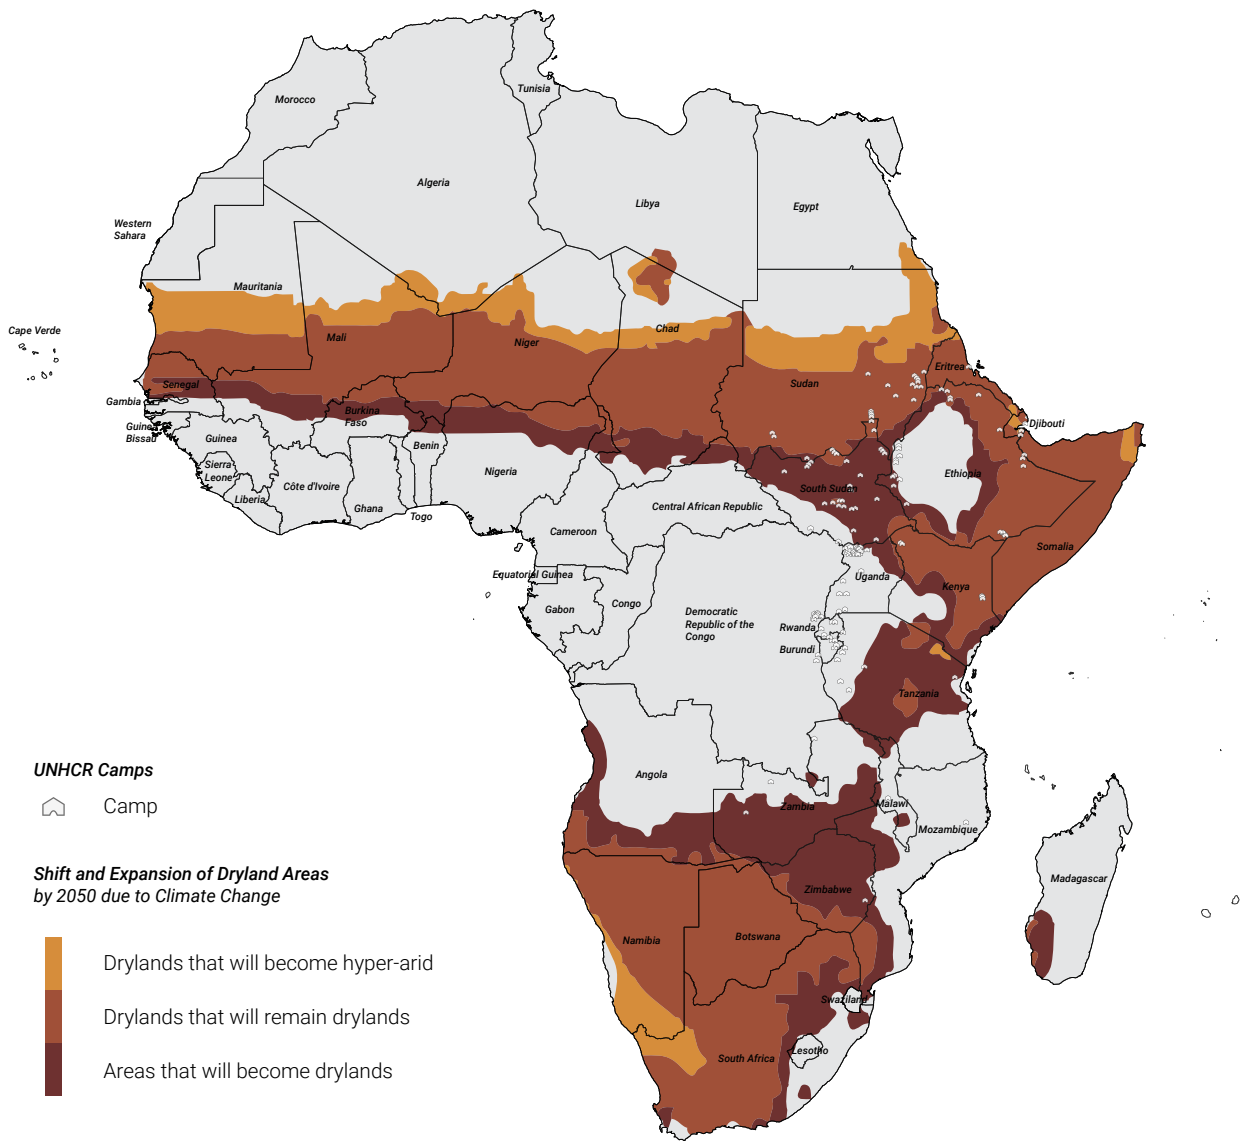 Tunisia
Morocco
Algeria
Libya
Egypt
Western
Sahara
Mauritania
Cape Verde
Mali
Niger
Chad
Sudan
Eritrea
Senegal
Gambia
Burkina
Faso
Djibouti
Guinea
Bissau
Guinea
Benin
Nigeria
Ethiopia
Sierra
Leone
Côte d'Ivoire
Liberia
Ghana
Togo
South Sudan
Central African Republic
Cameroon
Somalia
Equatorial Guinea
Uganda
Kenya
Gabon
Congo
Democratic
Republic of the
Congo
Rwanda
Burundi
Tanzania
Angola
Zambia
Malawi
Mozambique
Madagascar
Zimbabwe
Namibia
Botswana
Swaziland
South Africa
Lesotho
UNHCR Camps
Camp
Shift and Expansion of Dryland Areas
by 2050 due to Climate Change
Drylands that will become hyper-arid
Drylands that will remain drylands
Areas that will become drylands